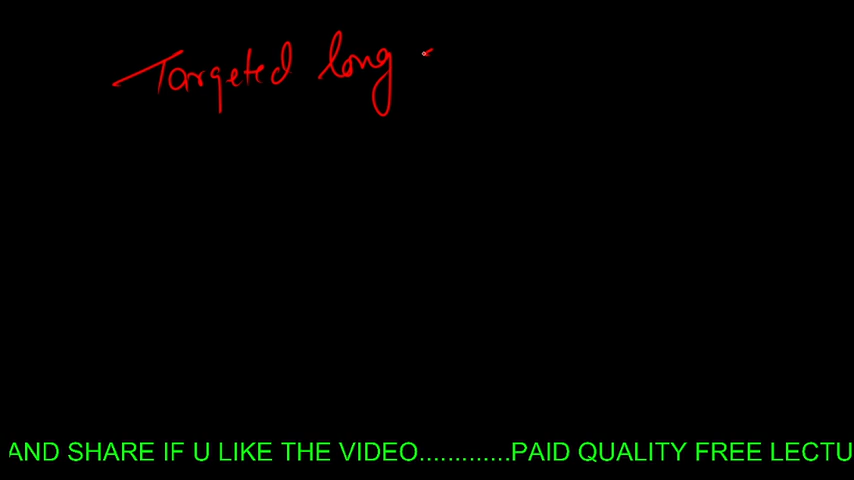 Targeted long
AND SHARE IF U LIKE THE VIDEO.............PAID QUALITY FREE LECTU